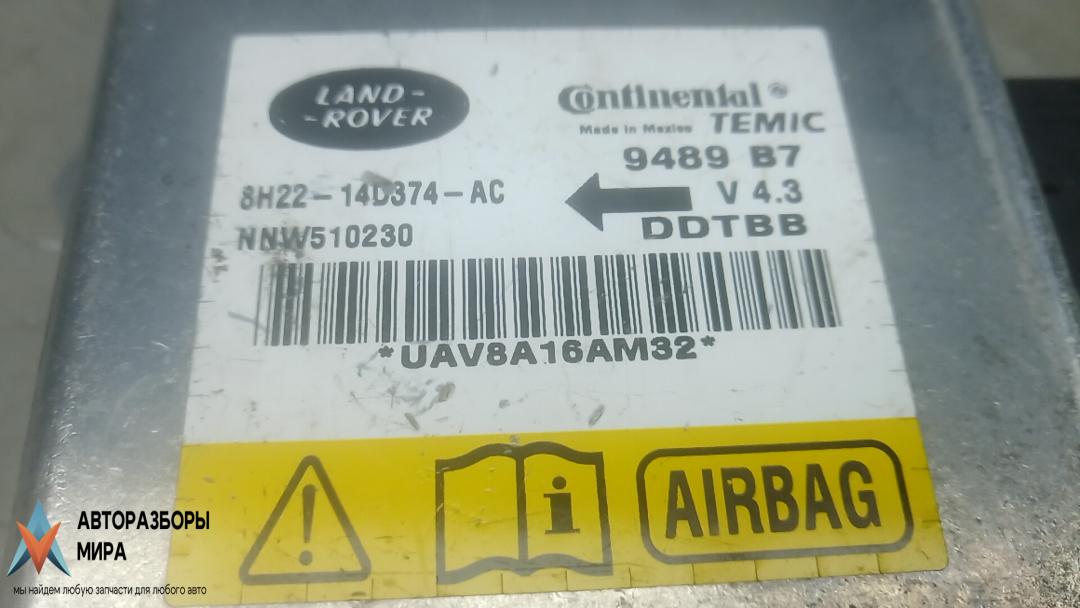 LAND-
-ROVER
Continental
Made in Mexico TEMIC
9489 B7
8H22-14D374-AC
V 4.3
NNW510230
DDTBB
*UAV8A16AM32*
i
AIRBAG
АВТОРАЗБОРЫ
МИРА
мы найдем любую запчасти для любого авто